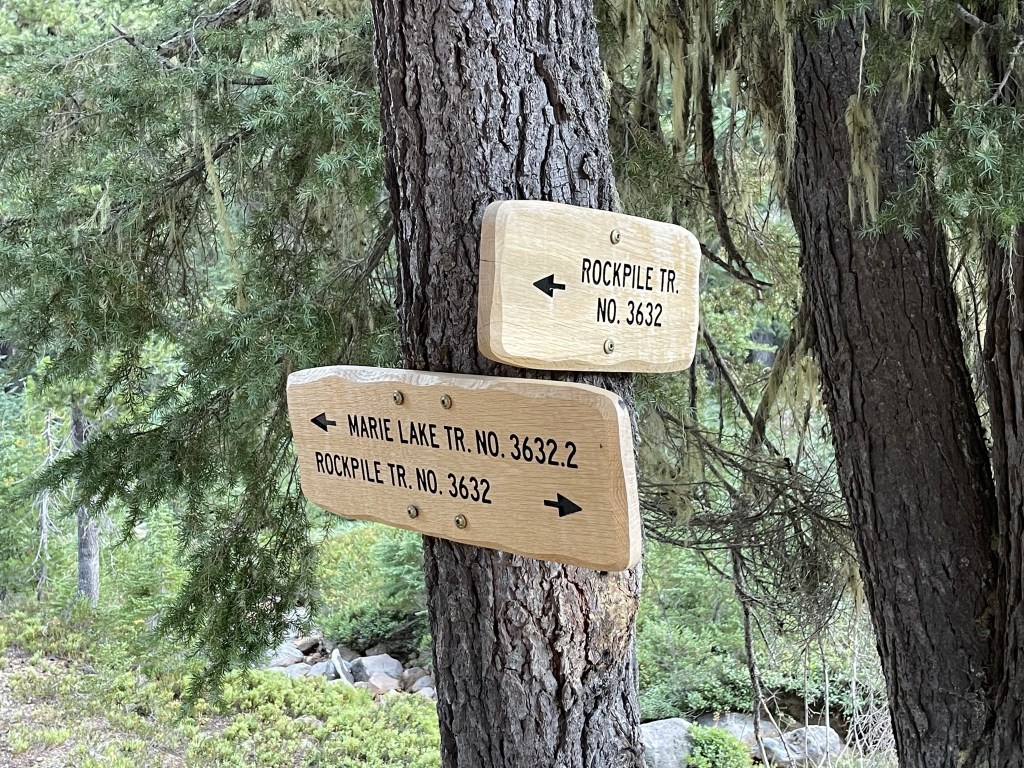 ROCKPILE TR.
NO. 3632
MARIE LAKE TR. NO. 3632.2
ROCKPILE TR. NO. 3632